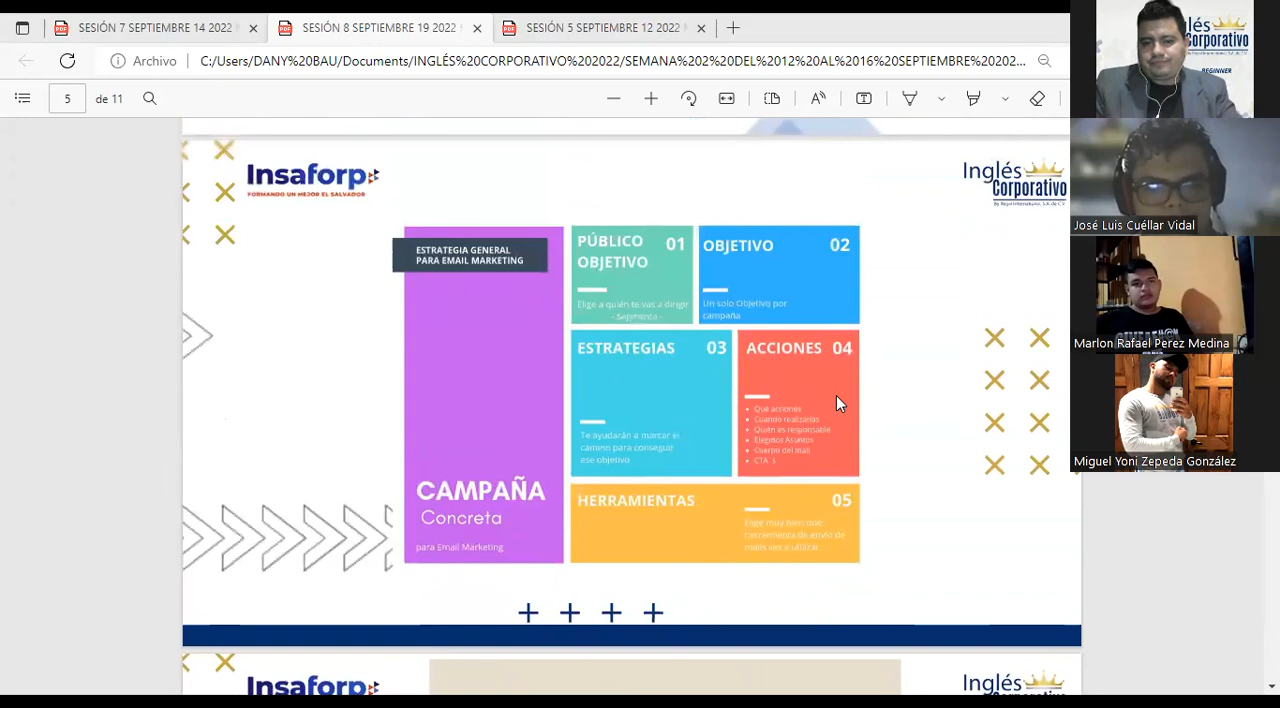 SESIÓN 7 SEPTIEMBRE 14 2022
SESIÓN 8 SEPTIEMBRE 19 2022
SESIÓN 5 SEPTIEMBRE 12 2022
Archivo
C:/Users/DANY%20BAU/Documents/INGLÉS%20CORPORATIVO%202022/SEMANA%202%20DEL%2012%20AL%2016%20SEPTIEMBRE%20202...
5
de 11
Insaforp
FORMANDO UN MEJOR EL SALVADOR
Inglés
Corporativo
ESTRATEGIA GENERAL
PARA EMAIL MARKETING
CAMPAÑA
Concreta
para Email Marketing
PÚBLICO
OBJETIVO
01
Elige a quién te vas a dirigir
- Segmenta -
OBJETIVO
02
Un solo Objetivo por
campaña
ESTRATEGIAS
03
Te ayudarán a marcar el
camino para conseguir
ese objetivo
ACCIONES
04
Qué acciones
Cuando realizarlas
Quién es responsable
Elegimos Asuntos
Cuerpo del mail
CTA´s
HERRAMIENTAS
05
Elige muy bien que
herramienta de envío de
mails vas a utilizar
Insaforp
Inglés
Inglés
Corporativo
BEGINNER
José Luis Cuéllar Vidal
Marlon Rafael Perez Medina
Miguel Yoni Zepeda González